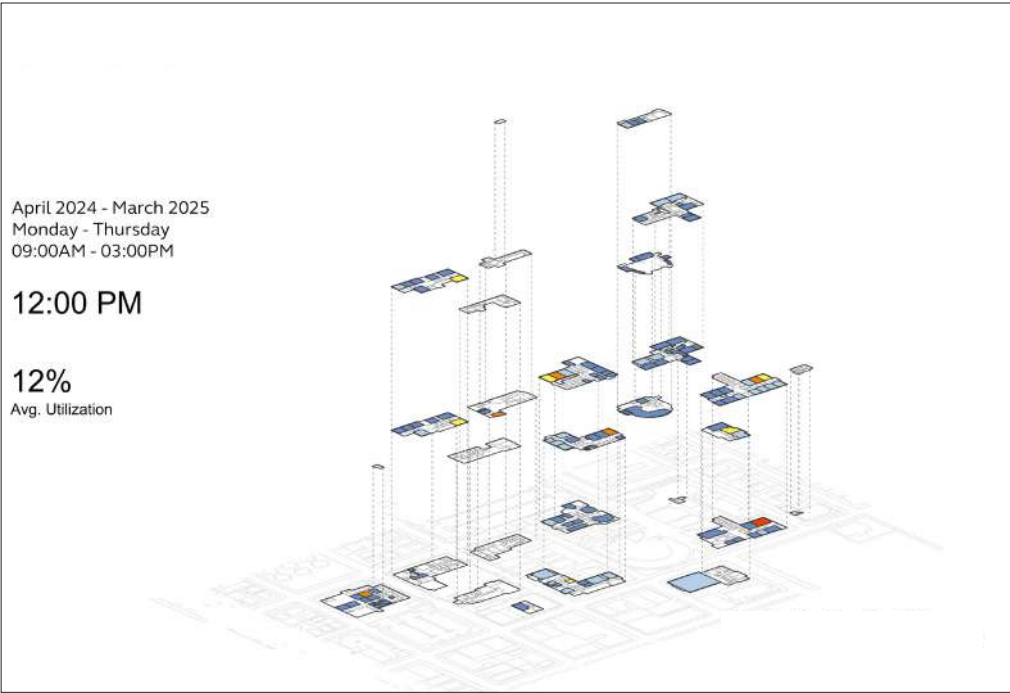 April 2024 - March 2025
Monday - Thursday
09:00AM - 03:00PM
12:00 PM
12%
Avg. Utilization